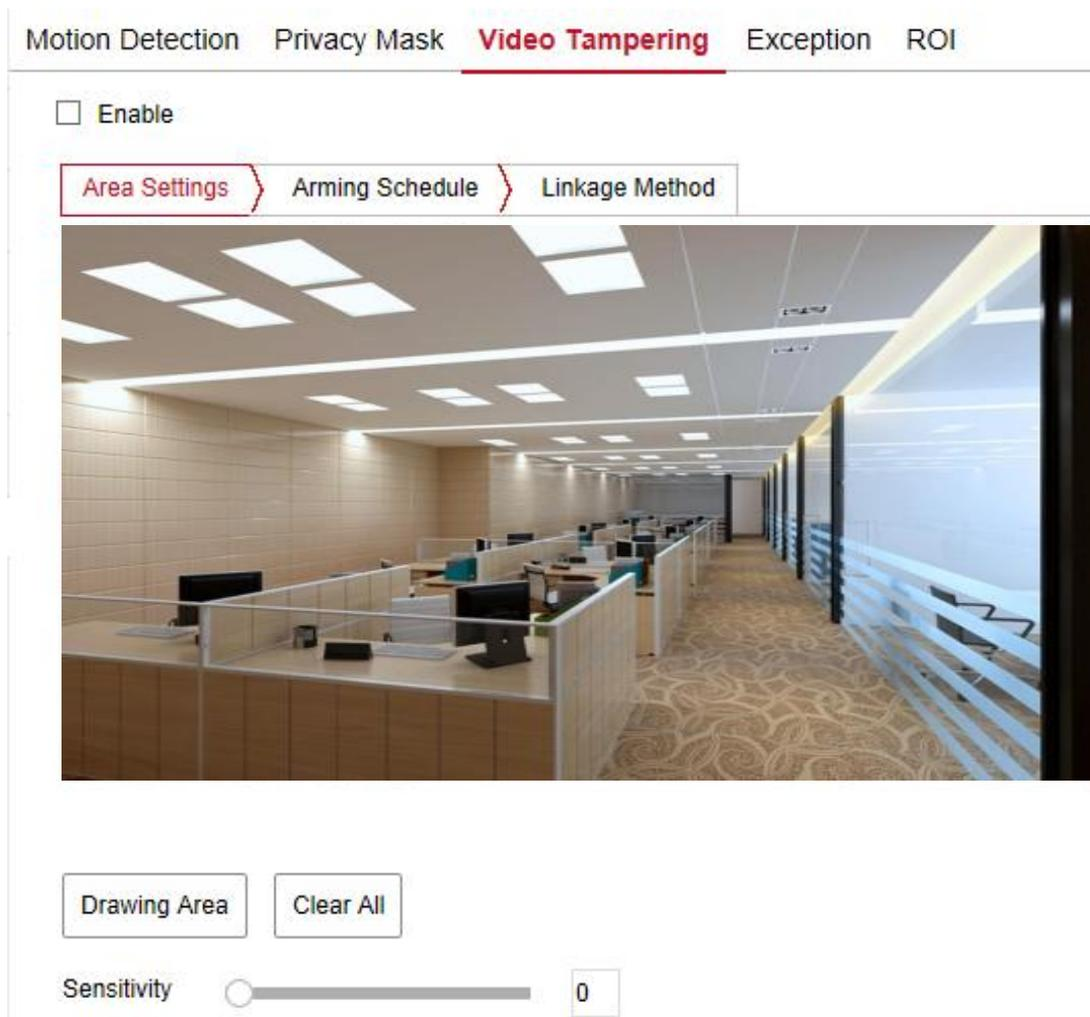 Motion Detection Privacy Mask Video Tampering Exception ROI
Enable
Area Settings Arming Schedule Linkage Method
Drawing Area Clear All
Sensitivity 0